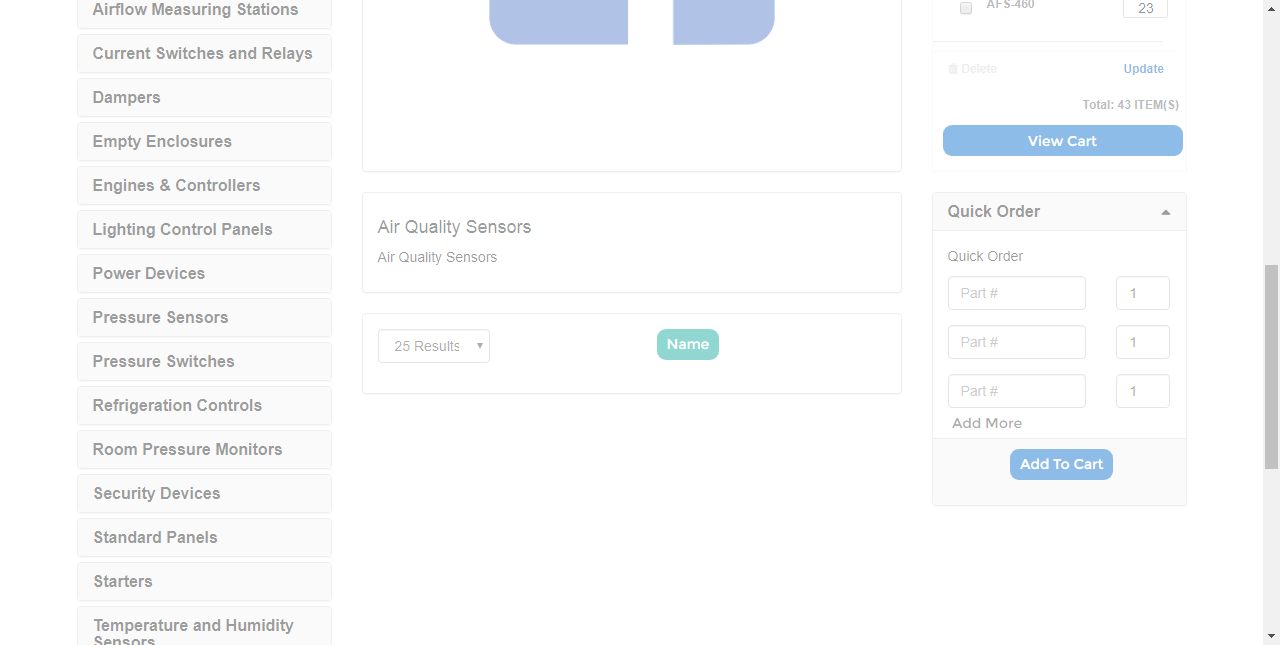 Airflow Measuring Stations
Current Switches and Relays
Dampers
Empty Enclosures
Engines & Controllers
Lighting Control Panels
Power Devices
Pressure Sensors
Pressure Switches
Refrigeration Controls
Room Pressure Monitors
Security Devices
Standard Panels
Starters
Temperature and Humidity
Sensors
Air Quality Sensors
Air Quality Sensors
25 Results
Name
AFS-460
23
Delete
Update
Total: 43 ITEM(S)
View Cart
Quick Order
Quick Order
Part #
1
Part #
1
Part #
1
Add More
Add To Cart